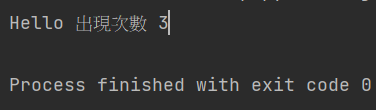 Hello 出現次數 3
Process finished with exit code 0